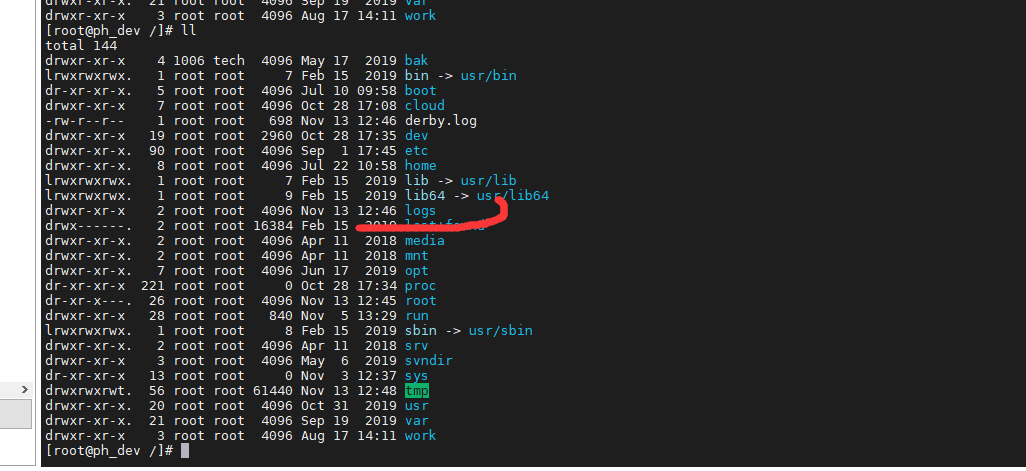 drwxr-xr-x. 21 root root 4096 Sep 19 2019 var
drwxr-xr-x 3 root root 4096 Aug 17 14:11 work
[root@ph_dev /]# ll
total 144
drwxr-xr-x 4 1006 tech 4096 May 17 2019 bak
lrwxrwxrwx. 1 root root 7 Feb 15 2019 bin -> usr/bin
dr-xr-xr-x. 5 root root 4096 Jul 10 09:58 boot
drwxr-xr-x 7 root root 4096 Oct 28 17:08 cloud
-rw-r--r-- 1 root root 698 Nov 13 12:46 derby.log
drwxr-xr-x 19 root root 2960 Oct 28 17:35 dev
drwxr-xr-x. 90 root root 4096 Sep 1 17:45 etc
drwxr-xr-x. 8 root root 4096 Jul 22 10:58 home
lrwxrwxrwx. 1 root root 7 Feb 15 2019 lib -> usr/lib
lrwxrwxrwx. 1 root root 9 Feb 15 2019 lib64 -> usr/lib64
drwxr-xr-x 2 root root 4096 Nov 13 12:46 logs
drwx------. 2 root root 16384 Feb 15 2019 lost+found
drwxr-xr-x. 2 root root 4096 Apr 11 2018 media
drwxr-xr-x. 2 root root 4096 Apr 11 2018 mnt
drwxr-xr-x. 7 root root 4096 Jun 17 2019 opt
dr-xr-xr-x 221 root root 0 Oct 28 17:34 proc
dr-xr-x---. 26 root root 4096 Nov 13 12:45 root
drwxr-xr-x 28 root root 840 Nov 5 13:29 run
lrwxrwxrwx. 1 root root 8 Feb 15 2019 sbin -> usr/sbin
drwxr-xr-x. 2 root root 4096 Apr 11 2018 srv
drwxr-xr-x 3 root root 4096 May 6 2019 svndir
dr-xr-xr-x 13 root root 0 Nov 3 12:37 sys
drwxrwxrwt. 56 root root 61440 Nov 13 12:48 tmp
drwxr-xr-x. 20 root root 4096 Oct 31 2019 usr
drwxr-xr-x. 21 root root 4096 Sep 19 2019 var
drwxr-xr-x 3 root root 4096 Aug 17 14:11 work
[root@ph_dev /]#